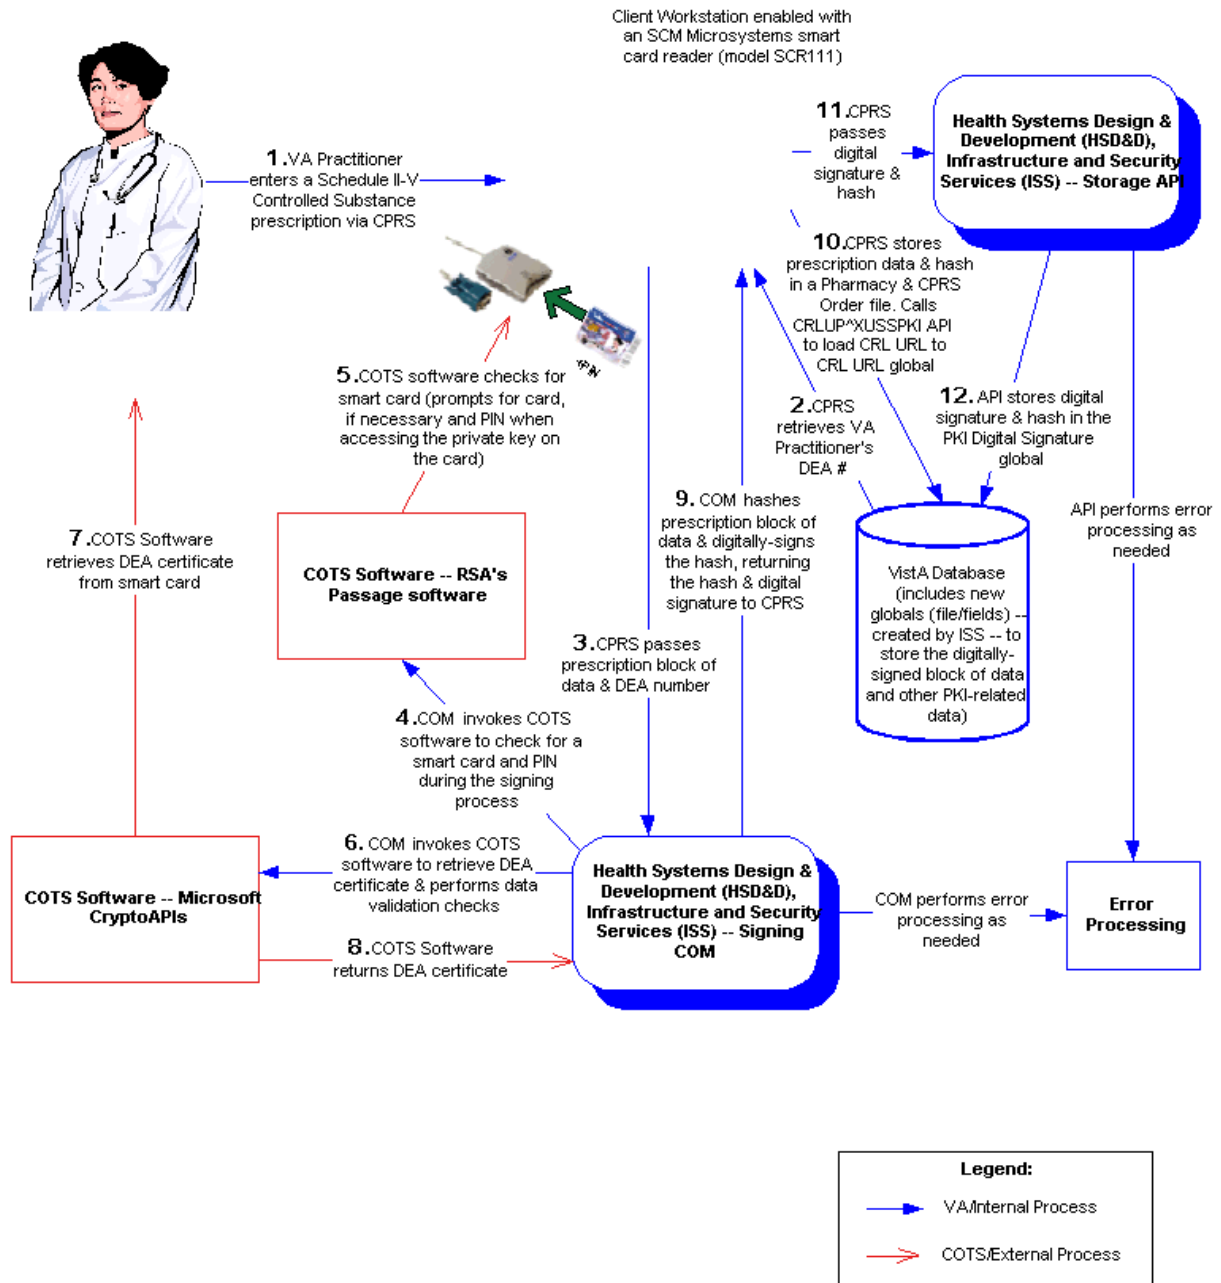 Client Workstation enabled with
an SCM Microsystems smart
card reader (model SCR111)
1.VA Practitioner
enters a Schedule II-V
Controlled Substance
prescription via CPRS
11.CPRS
passes
digital
signature &
hash
Health Systems Design &
Development (HSD&D),
Infrastructure and Security
Services (ISS) -- Storage API
10.CPRS stores
prescription data & hash
in a Pharmacy & CPRS
Order file. Calls
CRLUP^XUSSPKI API
to load CRL URL to
CRL URL global
+PIN
5.COTS software checks for
smart card (prompts for card,
if necessary and PIN when
accessing the private key on
the card)
2.CPRS
retrieves VA
Practitioner's
DEA #
12.API stores digital
signature & hash in the
PKI Digital Signature
global
9. COM hashes
prescription block of
data & digitally-signs
the hash, returning
the hash & digital
signature to CPRS
API performs error
processing as
needed
7.COTS Software
retrieves DEA certificate
from smart card
COTS Software -- RSA's
Passage software
VistA Database
(includes new
globals (file/fields) --
created by ISS -- to
store the digitally-
signed block of data
and other PKI-related
data)
3.CPRS passes
prescription block of
data & DEA number
4.COM invokes COTS
software to check for a
smart card and PIN
during the signing
process
6. COM invokes COTS
software to retrieve DEA
certificate & performs data
validation checks
COTS Software -- Microsoft
CryptoAPIs
8.COTS Software
returns DEA certificate
Health Systems Design &
Development (HSD&D),
Infrastructure and Security
Services (ISS) -- Signing
COM
COM performs error
processing as
needed
Error
Processing
Legend:
VA/Internal Process
COTS/External Process